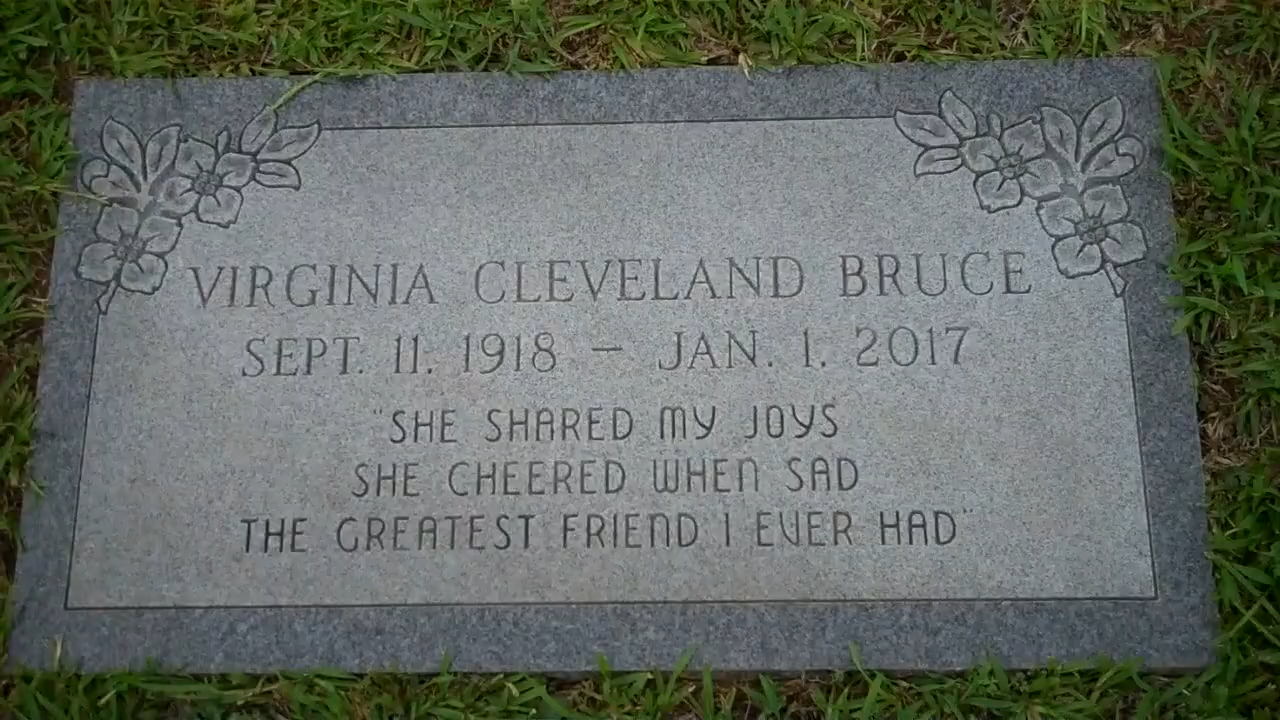 VIRGINIA CLEVELAND BRUCE
SEPT. 11. 1918 – JAN. 1. 2017
"SHE SHARED MY JOYS
SHE CHEERED WHEN SAD
THE GREATEST FRIEND I EVER HAD"